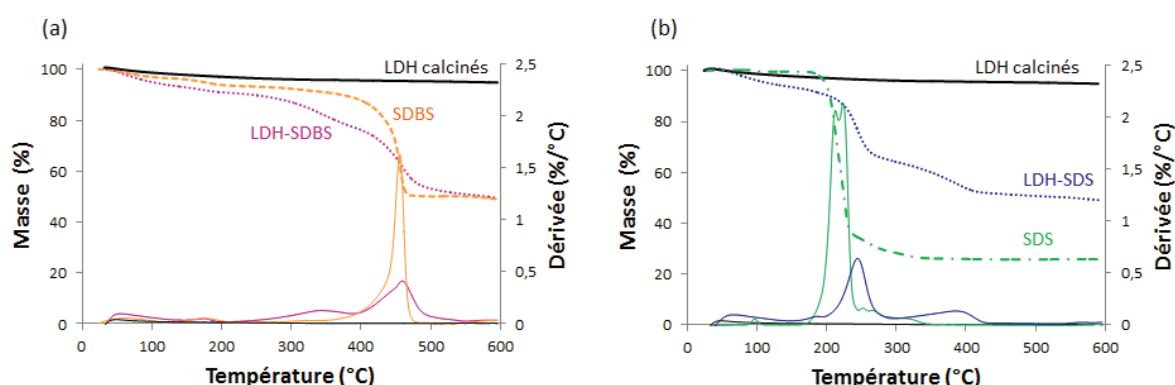 (a)
(b)
LDH calcinés
SDBS
LDH-SDBS
Masse (%)
100
80
60
40
20
0
2,5
2
1,5
1
0,5
0
Dérivée (%/°C)
0 100 200 300 400 500 600
Température (°C)
LDH calcinés
LDH-SDS
SDS
Masse (%)
100
80
60
40
20
0
2,5
2
1,5
1
0,5
0
Dérivée (%/°C)
0 100 200 300 400 500 600
Température (°C)